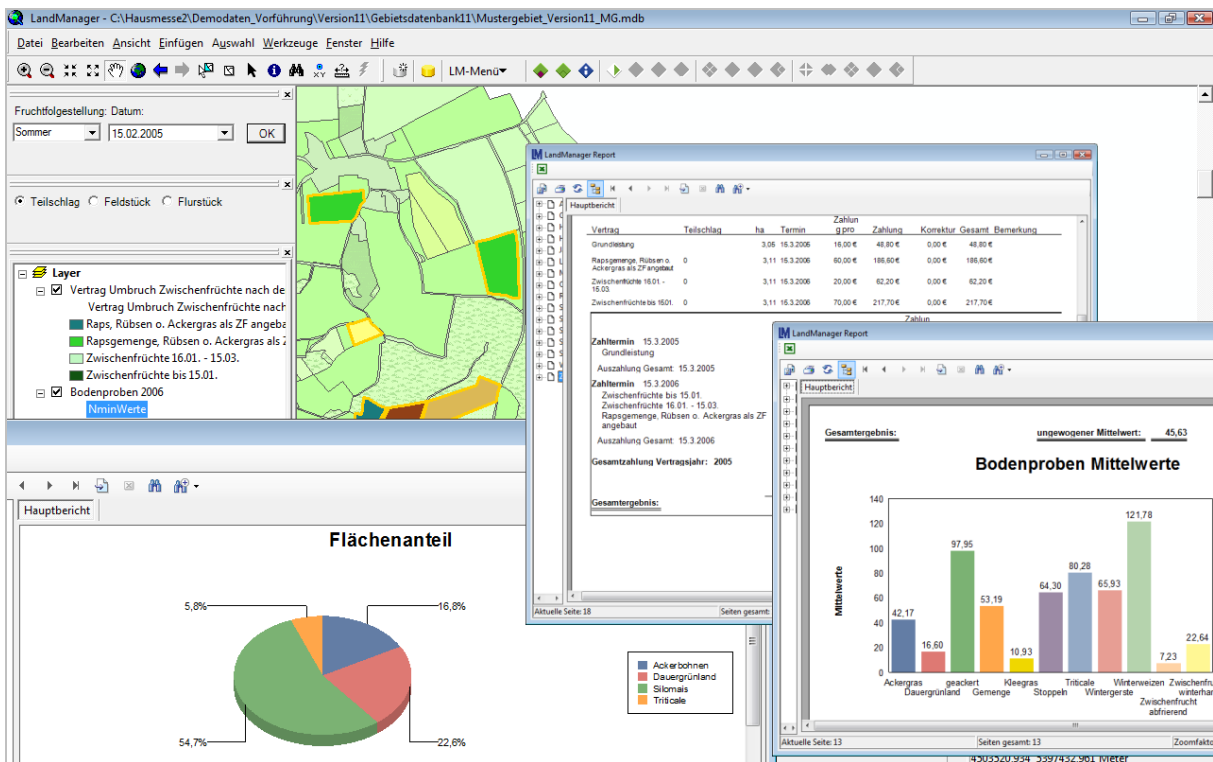 LandManager - C:\Hausmesse2\Demodaten_Vorführung\Version11\Gebietsdatenbank11\Mustergebiet_Version11_MG.mdb
Datei Bearbeiten Ansicht Einfügen Auswahl Werkzeuge Fenster Hilfe
LM-Menü
Fruchtfolgestellung: Datum:
Sommer 15.02.2005 OK
Teilschlag Feldstück Flurstück
Layer
Vertrag Umbruch Zwischenfrüchte nach de
Vertrag Umbruch Zwischenfrüchte nach
Raps, Rübsen o. Ackergras als ZF angeba
Rapsgemenge, Rübsen o. Ackergras als Z
Zwischenfrüchte 16.01. - 15.03.
Zwischenfrüchte bis 15.01.
Bodenproben 2006
NminWerte
Hauptbericht
Flächenanteil
5,8%
16,8%
54,7%
22,6%
Ackerbohnen
Dauergrünland
Silomais
Triticale
LandManager Report
Hauptbericht
Vertrag Teilschlag ha Termin Zahlun g pro Zahlung Korrektur Gesamt Bemerkung
Grundleistung 3,05 15.3.2006 16,00 € 48,80 € 0,00 € 48,80 €
Rapsgemenge, Rübsen o. 0 3,11 15.3.2006 60,00 € 186,60 € 0,00 € 186,60 €
Ackergras als ZF angebaut
Zwischenfrüchte 16.01. - 0 3,11 15.3.2006 20,00 € 62,20 € 0,00 € 62,20 €
15.03.
Zwischenfrüchte bis 15.01. 0 3,11 15.3.2006 70,00 € 217,70 € 0,00 € 217,70 €
Zahlun
Zahltermin 15.3.2005
Grundleistung
Auszahlung Gesamt: 15.3.2005
Zahltermin 15.3.2006
Zwischenfrüchte bis 15.01.
Zwischenfrüchte 16.01. - 15.03.
Rapsgemenge, Rübsen o. Ackergras als ZF
angebaut
Auszahlung Gesamt: 15.3.2006
Gesamtzahlung Vertragsjahr: 2005
Gesamtergebnis:
Aktuelle Seite: 18 Seiten gesamt:
LandManager Report
Hauptbericht
Gesamtergebnis: ungewogener Mittelwert: 45,63
Bodenproben Mittelwerte
Mittelwerte
140
120
100
80
60
40
20
0
42,17
16,60
97,95
53,19
10,93
64,30
80,28
65,93
121,78
7,23
22,64
Ackergras geackert Kleegras Triticale Winterweizen Zwischenfru
Dauergrünland Gemenge Stoppeln Wintergerste winterhar
Zwischenfrucht
abfrierend
Aktuelle Seite: 13 Seiten gesamt: 13 Zoomfakto
4503520.934 5397432.961 Meter